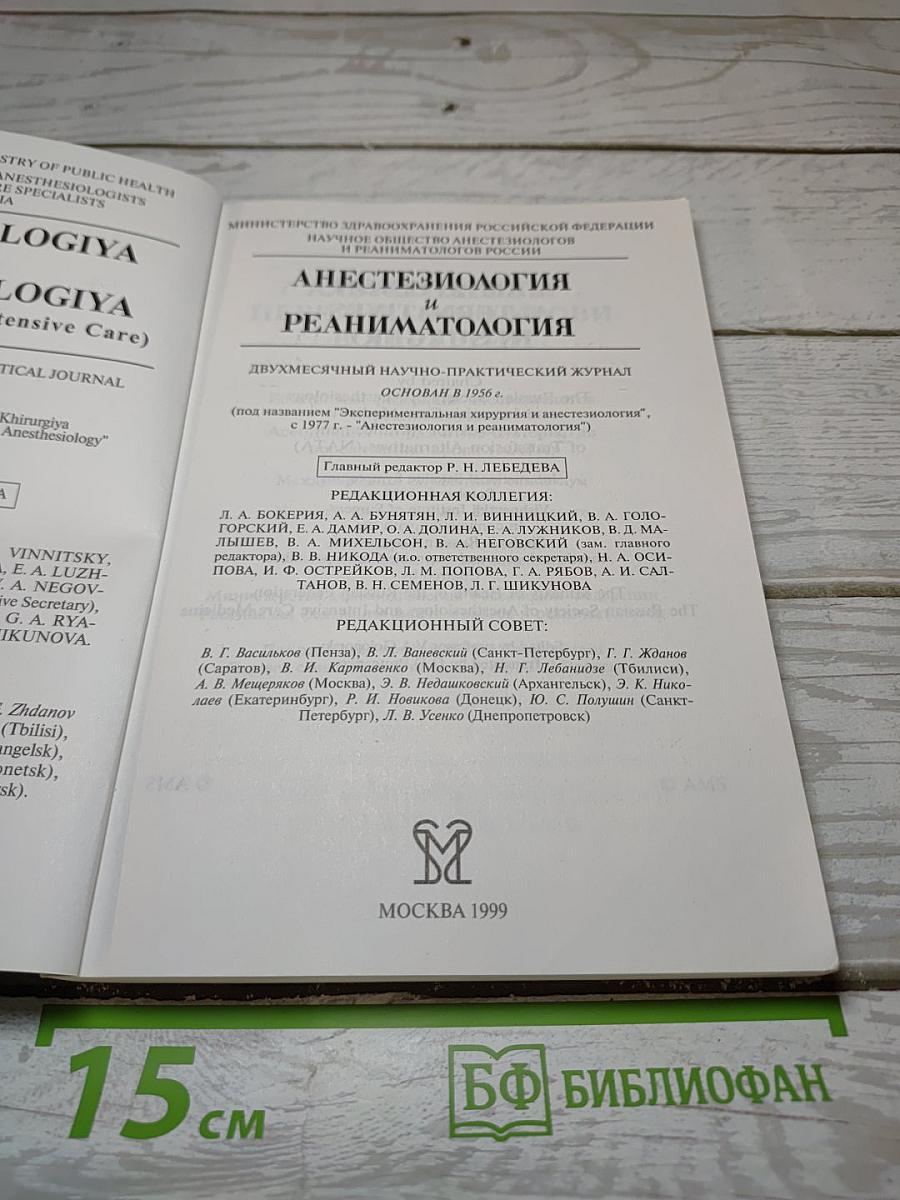 STRY OF PUBLIC HEALTH
ANESTHESIOLOGISTS
RE SPECIALISTS
IA
LOGIYA
LOGIYA
tensive Care)
TICAL JOURNAL
Khirurgiya
Anesthesiology"
A
VINNITSKY,
A, E. A. LUZH-
V. A. NEGOV-
ive Secretary),
G. A. RYA-
HIKUNOVA.
Zhdanov
(Tbilisi),
angelsk),
onetsk),
sk).
МИНИСТЕРСТВО ЗДРАВООХРАНЕНИЯ РОССИЙСКОЙ ФЕДЕРАЦИИ
НАУЧНОЕ ОБЩЕСТВО АНЕСТЕЗИОЛОГОВ
И РЕАНИМАТОЛОГОВ РОССИИ
АНЕСТЕЗИОЛОГИЯ
и
РЕАНИМАТОЛОГИЯ
ДВУХМЕСЯЧНЫЙ НАУЧНО-ПРАКТИЧЕСКИЙ ЖУРНАЛ
ОСНОВАН В 1956 г.
(под названием "Экспериментальная хирургия и анестезиология",
с 1977 г. - "Анестезиология и реаниматология")
Главный редактор Р. Н. ЛЕБЕДЕВА
РЕДАКЦИОННАЯ КОЛЛЕГИЯ:
Л. А. БОКЕРИЯ, А. А. БУНЯТЯН, Л. И. ВИННИЦКИЙ, В. А. ГОЛО-
ГОРСКИЙ, Е. А. ДАМИР, О. А. ДОЛИНА, Е. А. ЛУЖНИКОВ, В. Д. МА-
ЛЫШЕВ, В. А. МИХЕЛЬСОН, В. А. НЕГОВСКИЙ (зам. главного
редактора), В. В. НИКОДА (и.о. ответственного секретаря), Н. А. ОСИ-
ПОВА, И. Ф. ОСТРЕЙКОВ, Л. М. ПОПОВА, Г. А. РЯБОВ, А. И. САЛ-
ТАНОВ, В. Н. СЕМЕНОВ, Л. Г. ШИКУНОВА
РЕДАКЦИОННЫЙ СОВЕТ:
В. Г. Васильков (Пенза), В. Л. Ваневский (Санкт-Петербург), Г. Г. Жданов
(Саратов), В. И. Картавенко (Москва), Н. Г. Лебанидзе (Тбилиси),
А. В. Мещеряков (Москва), Э. В. Недашковский (Архангельск), Э. К. Нико-
лаев (Екатеринбург), Р. И. Новикова (Донецк), Ю. С. Полушин (Санкт-
Петербург), Л. В. Усенко (Днепропетровск)
МОСКВА 1999
15 см
БФ БИБЛИОФАН